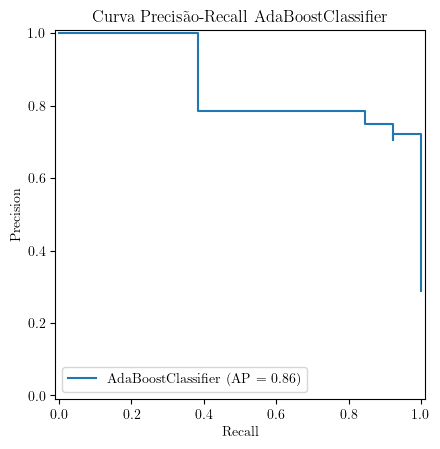 Curva Precisão-Recall AdaBoostClassifier
1.0
0.8
0.6
0.4
0.2
0.0
Precision
AdaBoostClassifier (AP = 0.86)
0.0 0.2 0.4 0.6 0.8 1.0
Recall